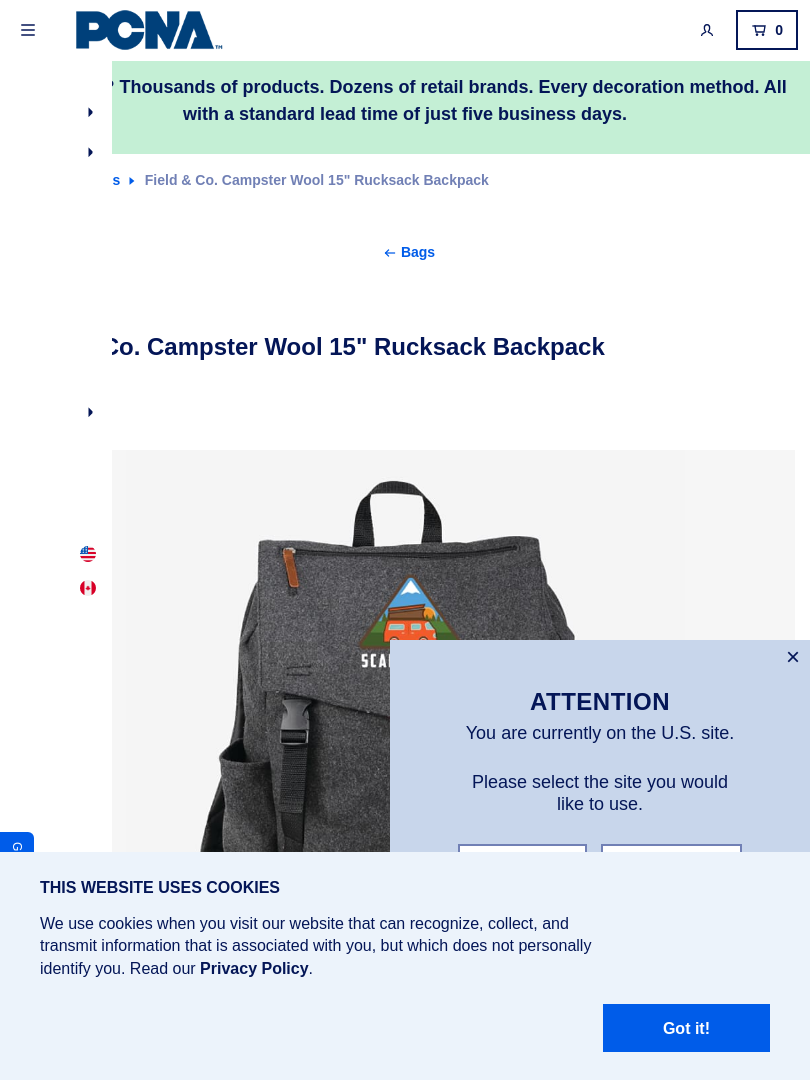 PCNA™
0
? Thousands of products. Dozens of retail brands. Every decoration method. All
with a standard lead time of just five business days.
s Field & Co. Campster Wool 15" Rucksack Backpack
Bags
Co. Campster Wool 15" Rucksack Backpack
ATTENTION
You are currently on the U.S. site.
Please select the site you would
like to use.
G
THIS WEBSITE USES COOKIES
We use cookies when you visit our website that can recognize, collect, and
transmit information that is associated with you, but which does not personally
identify you. Read our Privacy Policy.
Got it!